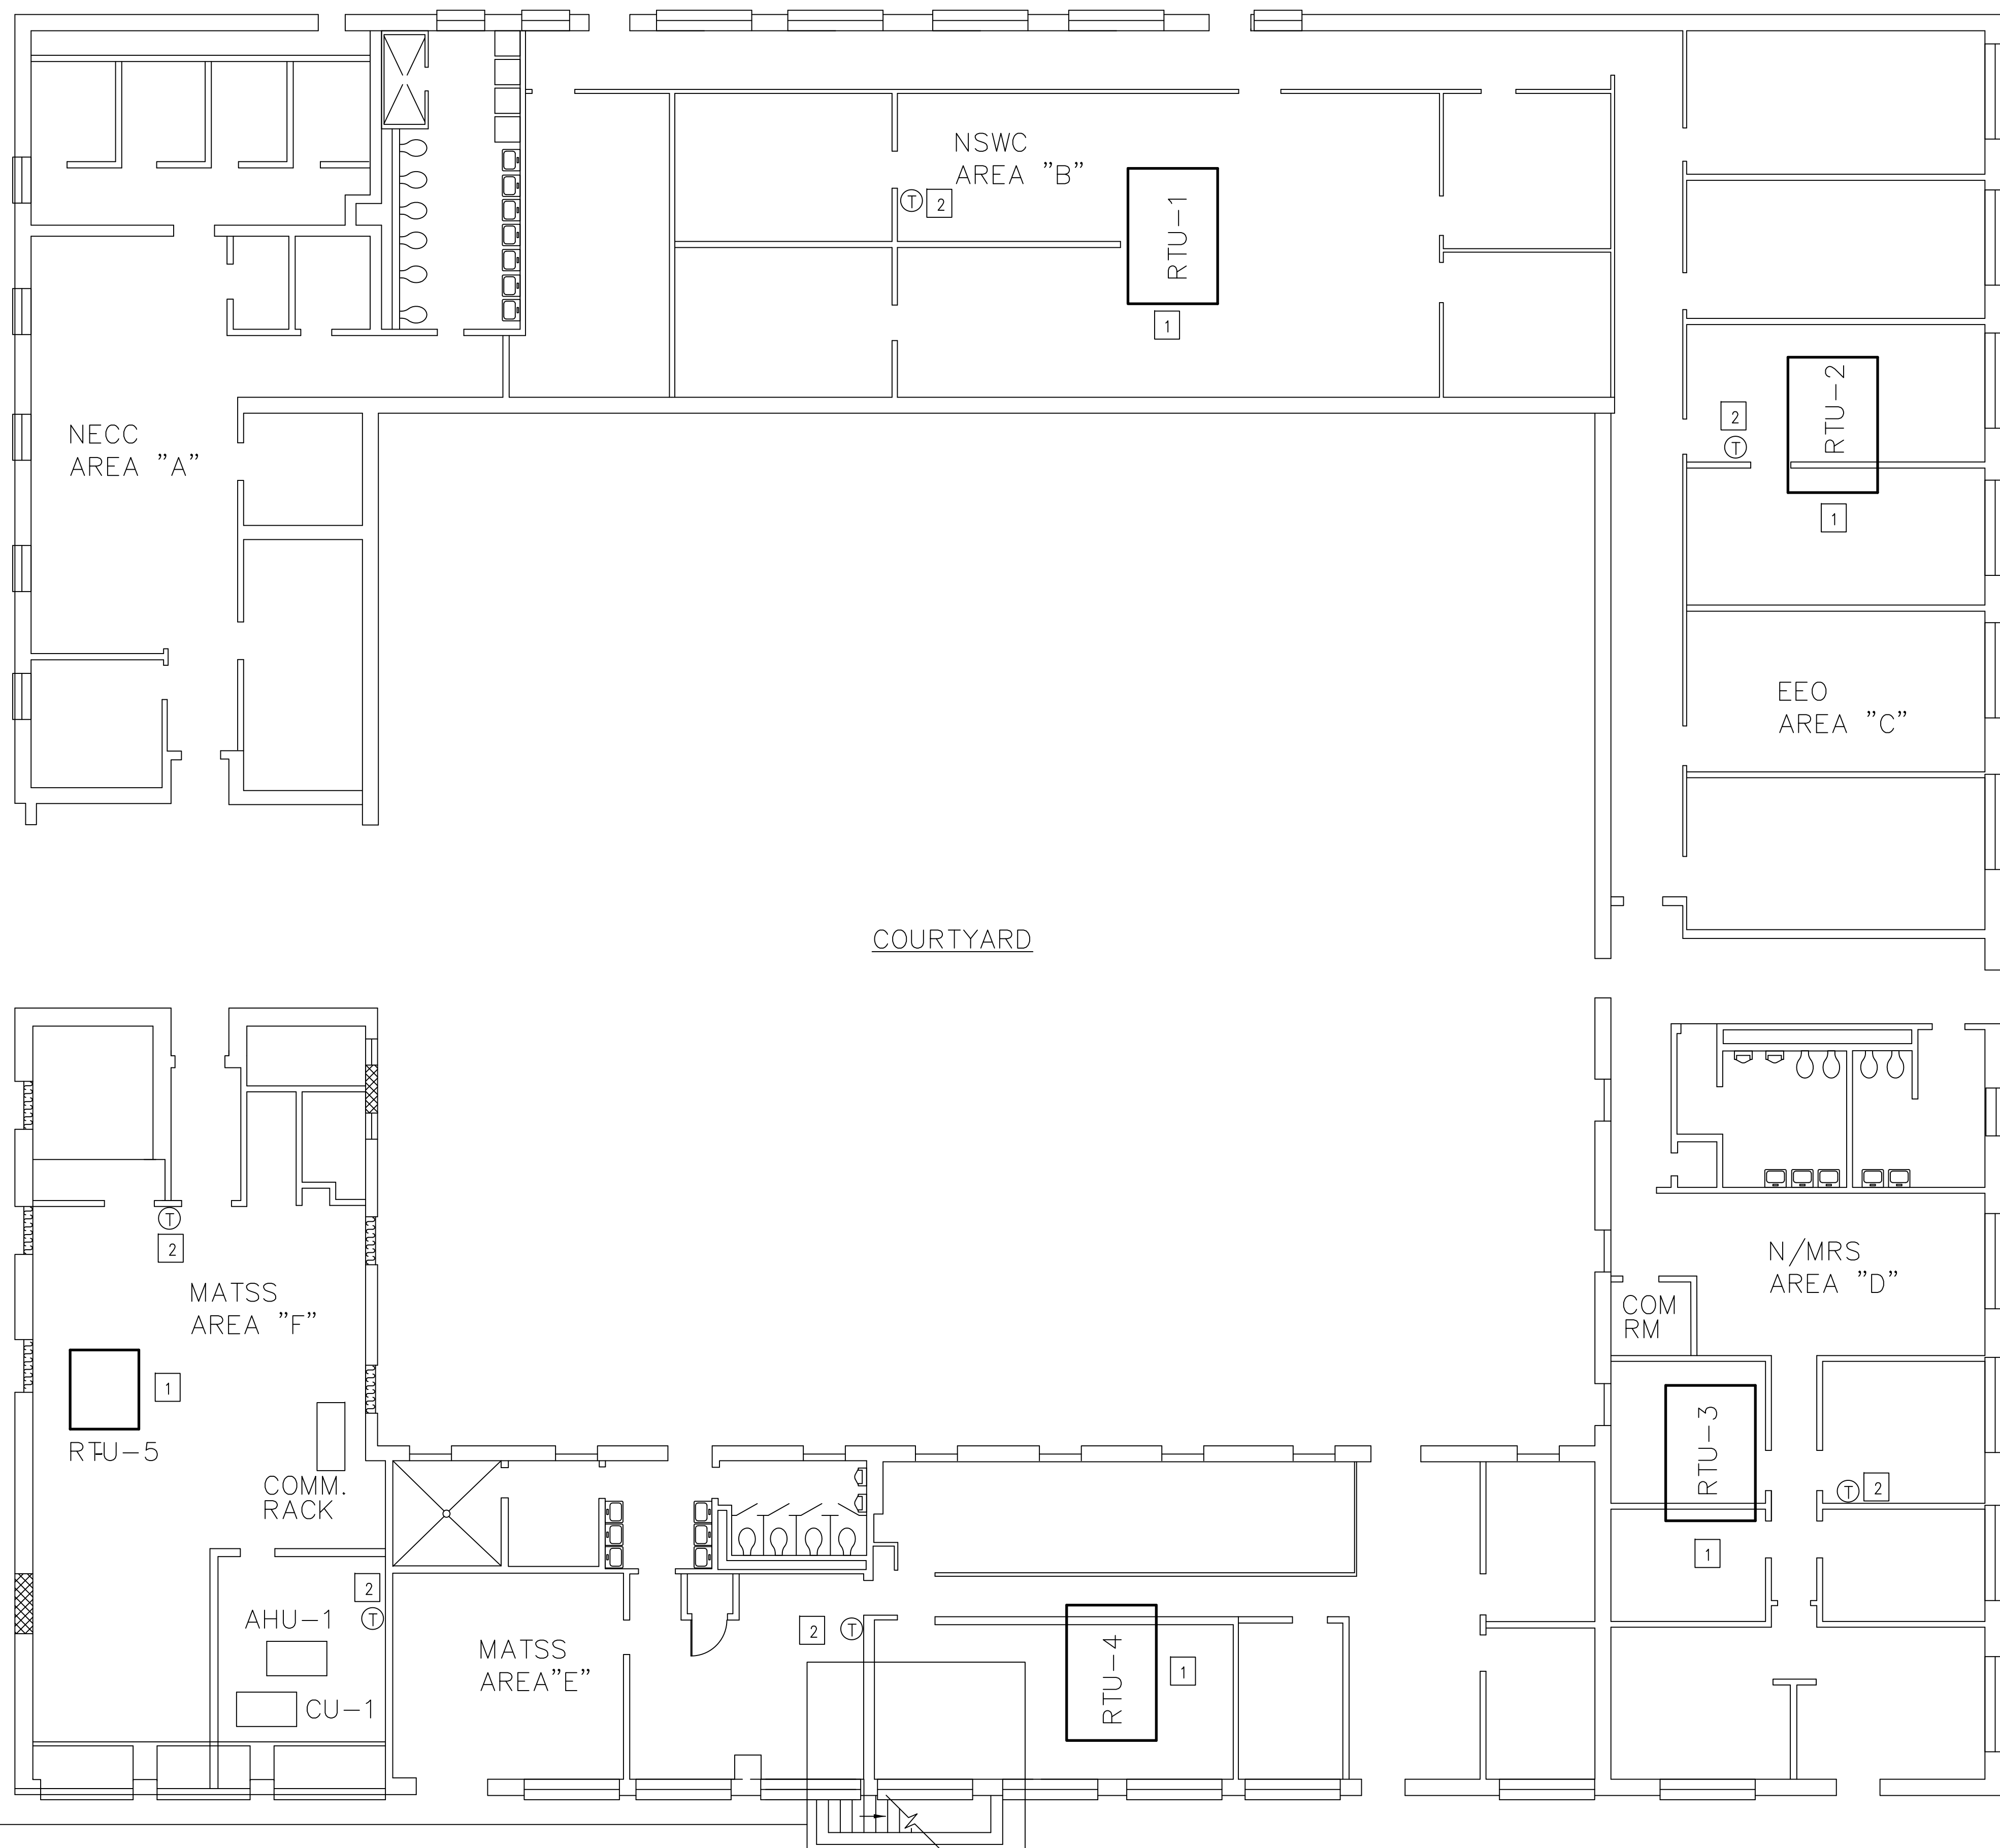 NSWC
AREA "B"
T
2
RTU-1
1
RTU-2
2
T
1
NECC
AREA "A"
EEO
AREA "C"
COURTYARD
T
2
MATSS
AREA "F"
N/MRS
AREA "D"
COM
RM
1
RTU-5
RTU-3
COMM.
RACK
T
2
1
2
T
AHU-1
CU-1
MATSS
AREA"E"
2
T
RTU-4
1